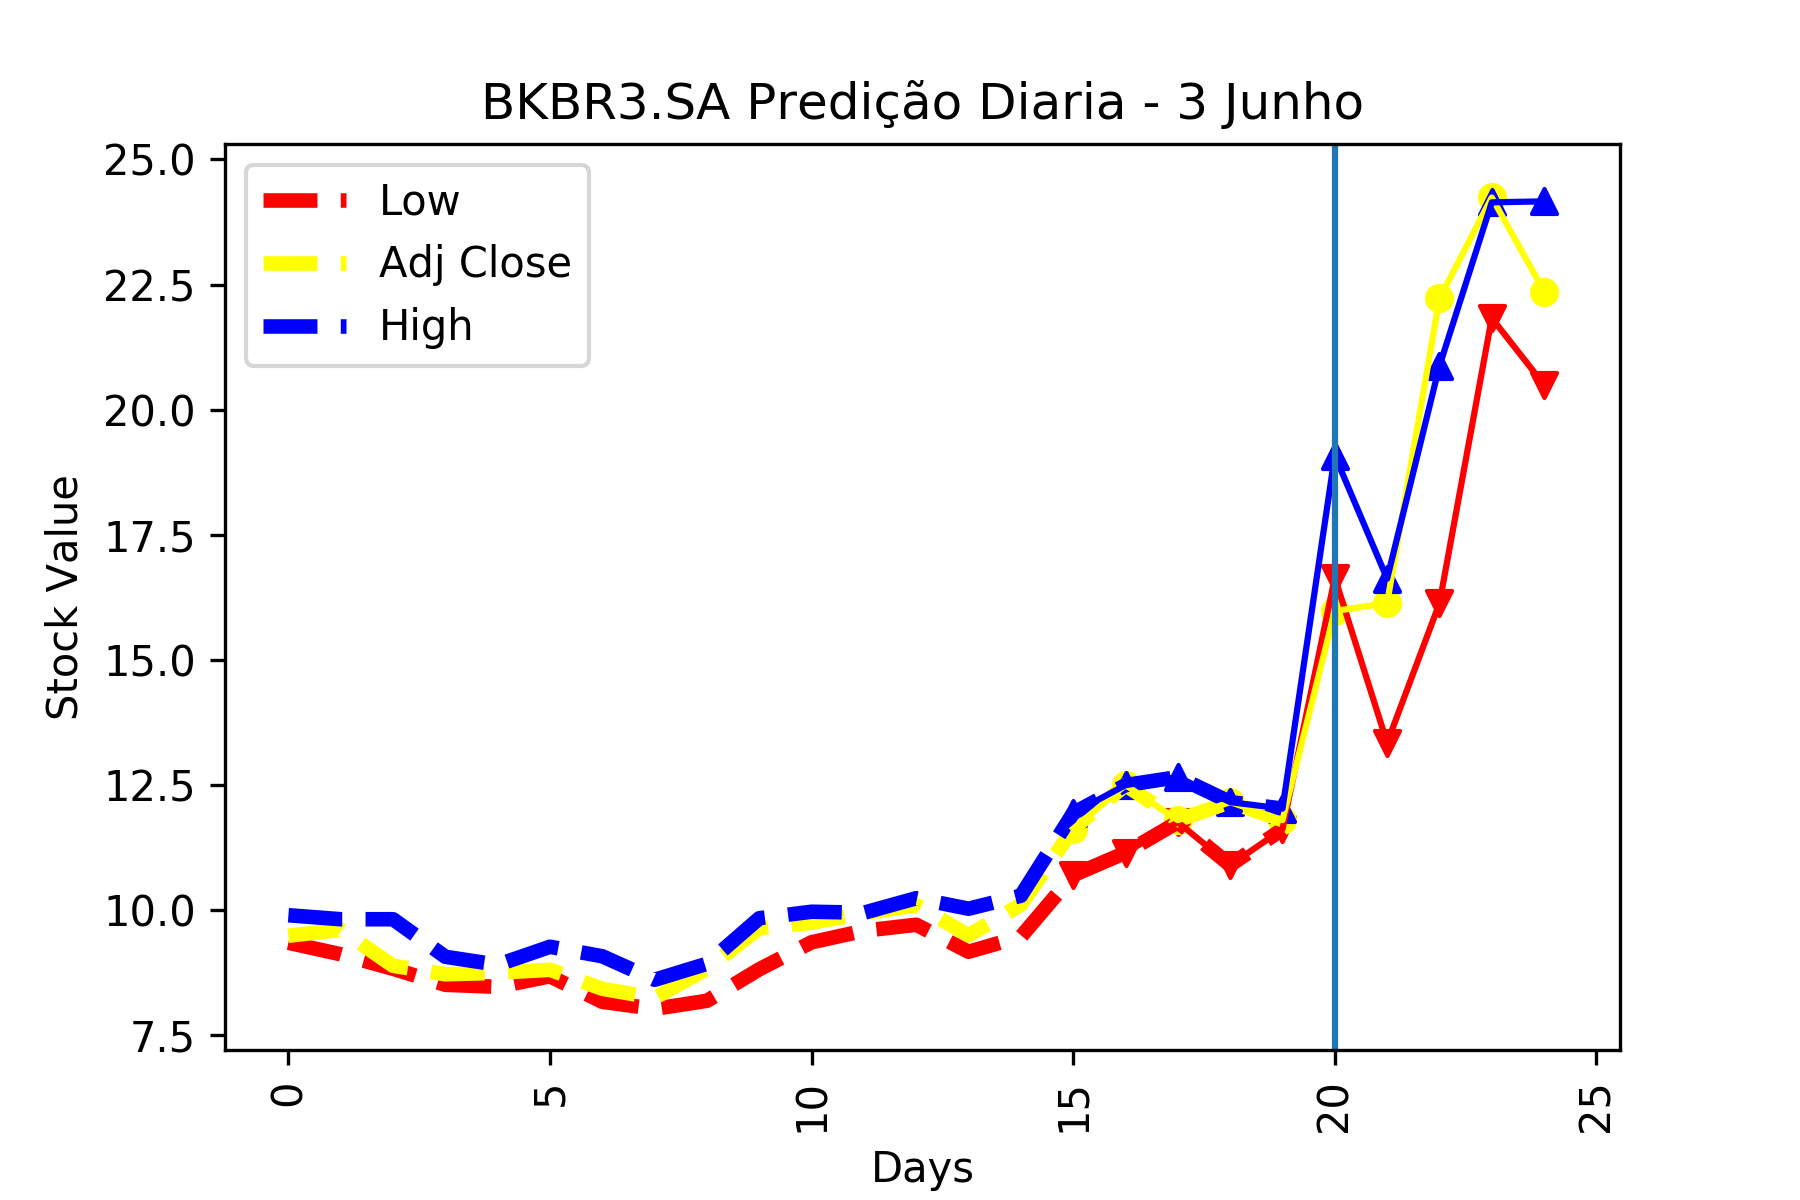 BKBR3.SA Predição Diaria - 3 Junho
Low
Adj Close
High
Stock Value
25.0
22.5
20.0
17.5
15.0
12.5
10.0
7.5
0
5
10
15
20
25
Days